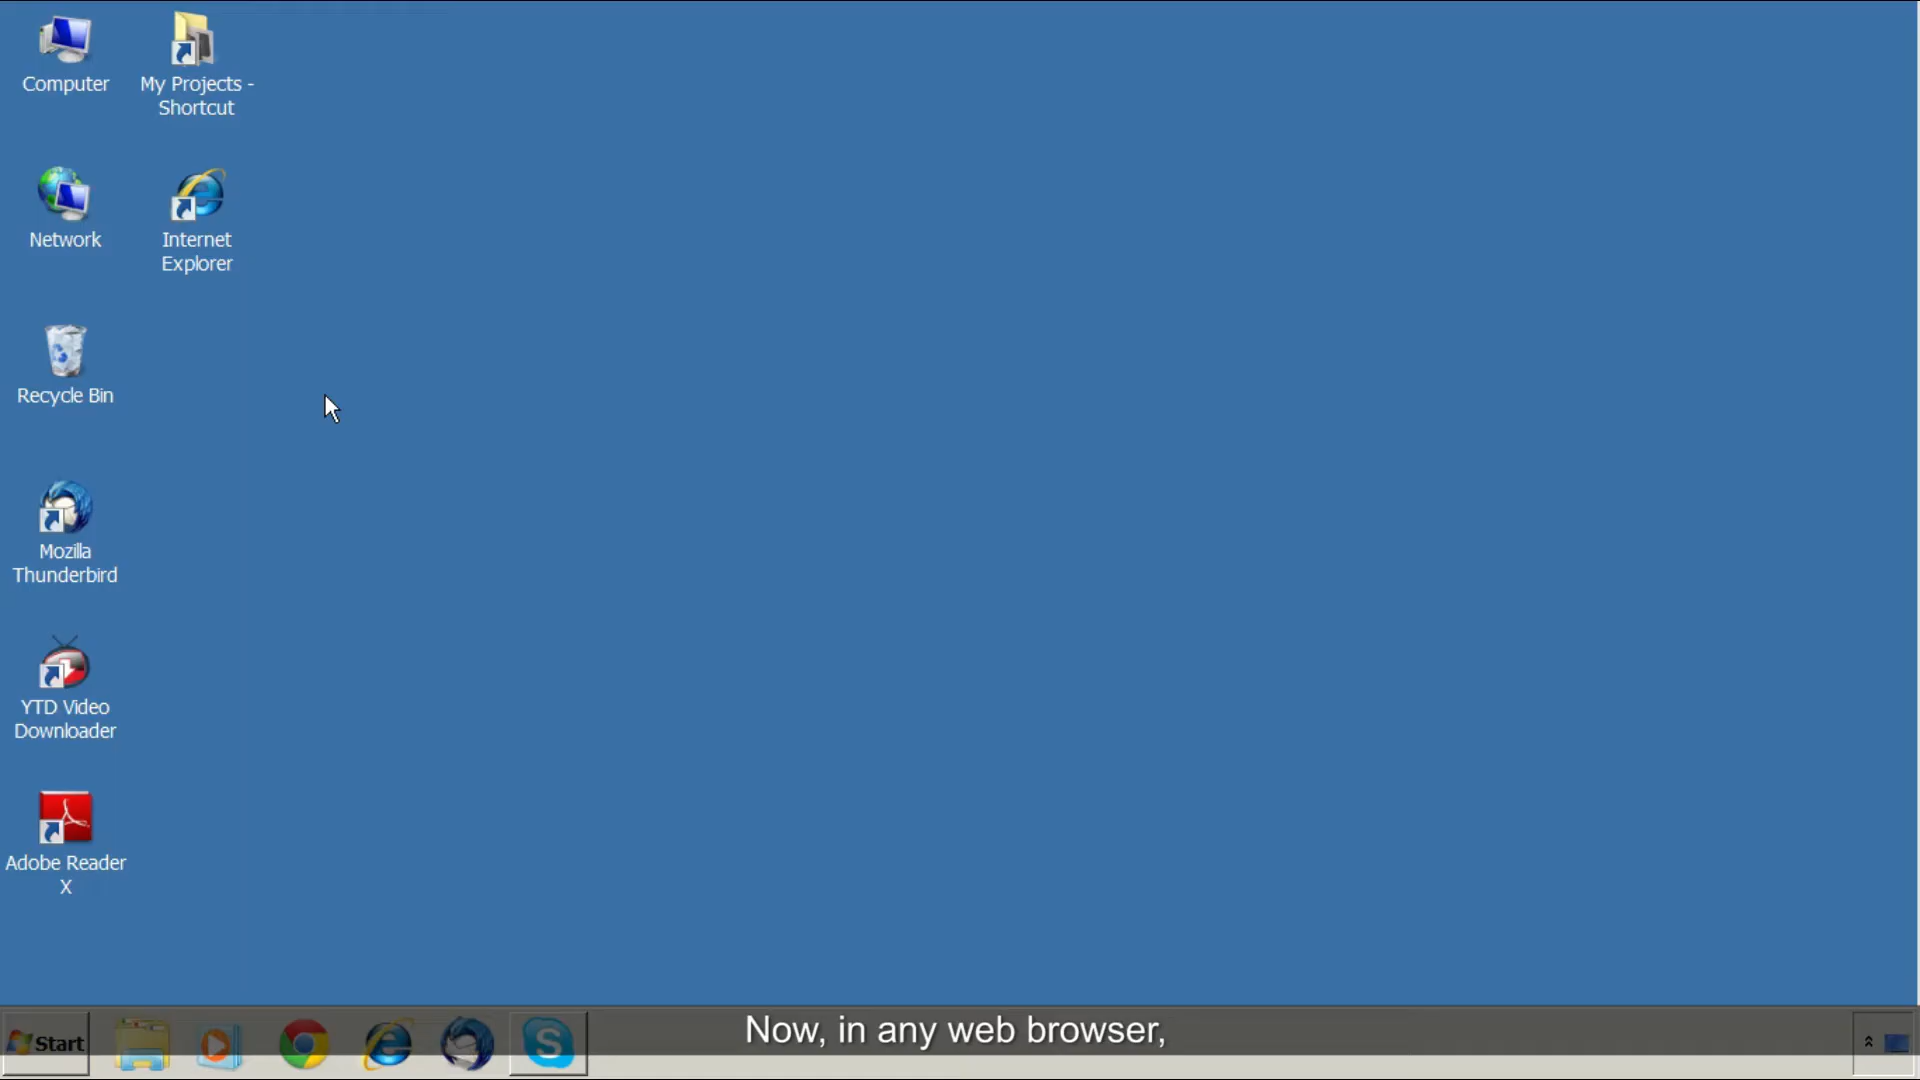 Computer
My Projects -
Shortcut
Network
Internet
Explorer
Recycle Bin
Mozilla
Thunderbird
YTD Video
Downloader
Adobe Reader
X
Start
Now, in any web browser,